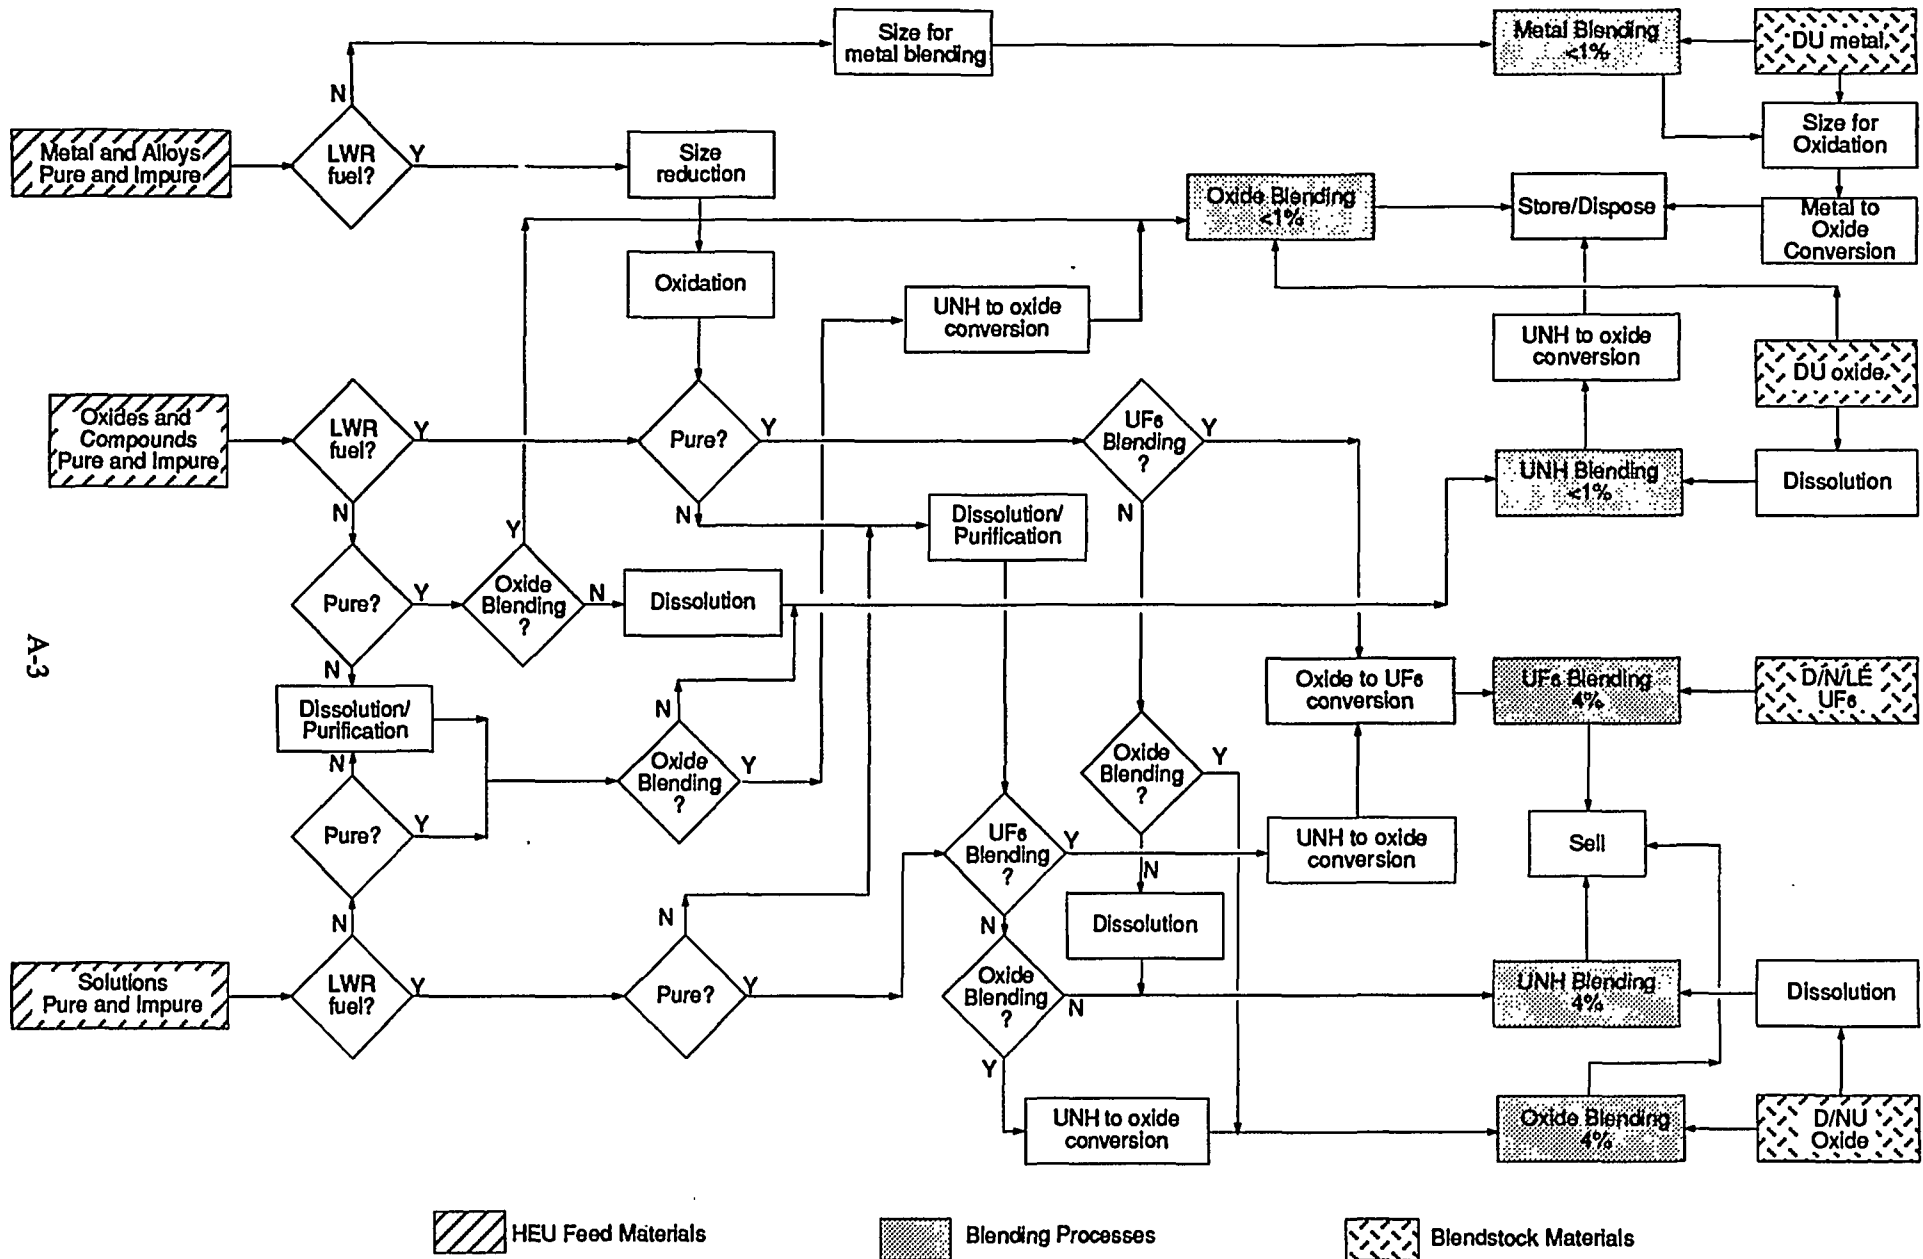 Size for
metal blending
Metal Blending
<1%
DU metal
N
Metal and Alloys
Pure and Impure
LWR
fuel?
Y
Size
reduction
Size for
Oxidation
Oxide Blending
<1%
Store/Dispose
Metal to
Oxide
Conversion
Oxidation
UNH to oxide
conversion
UNH to oxide
conversion
DU oxide
Oxides and
Compounds
Pure and Impure
LWR
fuel?
Y
Pure?
Y
UF6
Blending
?
Y
UNH Blending
<1%
Dissolution
N
N
N
Y
Dissolution/
Purification
Pure?
Y
Oxide
Blending
?
N
Dissolution
A-3
N
Dissolution/
Purification
N
Oxide
Blending
?
Y
Oxide to UF6
conversion
UF6 Blending
4%
D/N/LE
UF6
N
Pure?
Y
Oxide
Blending
?
Y
N
UF6
Blending
?
Y
UNH to oxide
conversion
Sell
N
N
N
Dissolution
Solutions
Pure and Impure
LWR
fuel?
Y
Pure?
Y
Oxide
Blending
?
N
Y
UNH Blending
4%
Dissolution
UNH to oxide
conversion
Oxide Blending
4%
D/NU
Oxide
HEU Feed Materials
Blending Processes
Blendstock Materials